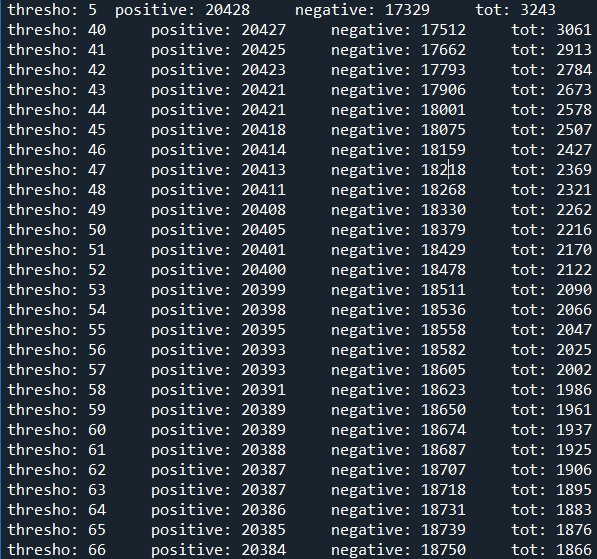 threshо: 5 positive: 20428 negative: 17329 tot: 3243
thresho: 40 positive: 20427 negative: 17512 tot: 3061
thresho: 41 positive: 20425 negative: 17662 tot: 2913
thresho: 42 positive: 20423 negative: 17793 tot: 2784
thresho: 43 positive: 20421 negative: 17906 tot: 2673
thresho: 44 positive: 20421 negative: 18001 tot: 2578
thresho: 45 positive: 20418 negative: 18075 tot: 2507
thresho: 46 positive: 20414 negative: 18159 tot: 2427
thresho: 47 positive: 20413 negative: 18218 tot: 2369
thresho: 48 positive: 20411 negative: 18268 tot: 2321
thresho: 49 positive: 20408 negative: 18330 tot: 2262
thresho: 50 positive: 20405 negative: 18379 tot: 2216
thresho: 51 positive: 20401 negative: 18429 tot: 2170
thresho: 52 positive: 20400 negative: 18478 tot: 2122
thresho: 53 positive: 20399 negative: 18511 tot: 2090
thresho: 54 positive: 20398 negative: 18536 tot: 2066
thresho: 55 positive: 20395 negative: 18558 tot: 2047
thresho: 56 positive: 20393 negative: 18582 tot: 2025
thresho: 57 positive: 20393 negative: 18605 tot: 2002
thresho: 58 positive: 20391 negative: 18623 tot: 1986
thresho: 59 positive: 20389 negative: 18650 tot: 1961
thresho: 60 positive: 20389 negative: 18674 tot: 1937
thresho: 61 positive: 20388 negative: 18687 tot: 1925
thresho: 62 positive: 20387 negative: 18707 tot: 1906
thresho: 63 positive: 20387 negative: 18718 tot: 1895
thresho: 64 positive: 20386 negative: 18731 tot: 1883
thresho: 65 positive: 20385 negative: 18739 tot: 1876
thresho: 66 positive: 20384 negative: 18750 tot: 1866